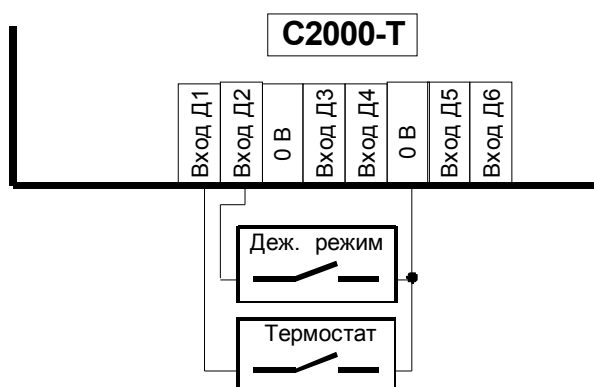 С2000-Т
Вход Д1
Вход Д2
0 В
Вход Д3
Вход Д4
0 В
Вход Д5
Вход Д6
Деж. режим
Термостат